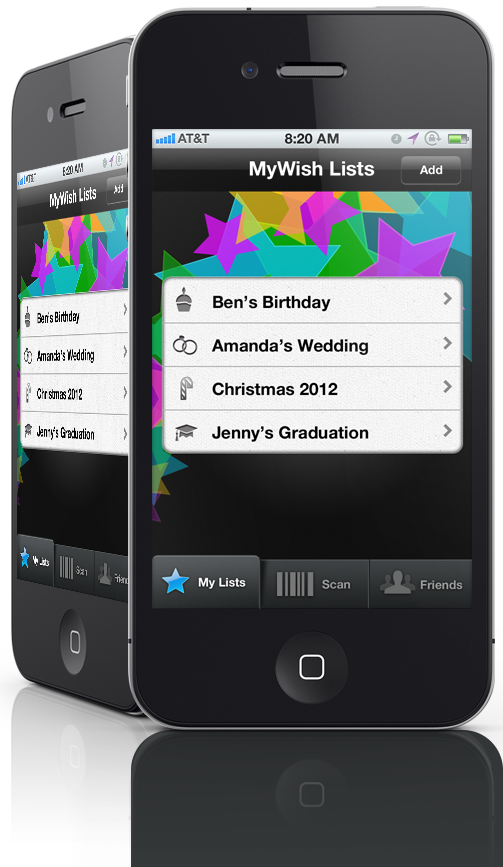 AT&T 8:20 AM
MyWish Lists Add
Ben's Birthday
Amanda's Wedding
Christmas 2012
Jenny's Graduation
My Lists Scan Friends
AT&T 8:20 AM
MyWish Lists Add
Ben’s Birthday
Amanda’s Wedding
Christmas 2012
Jenny’s Graduation
My Lists Scan Friends